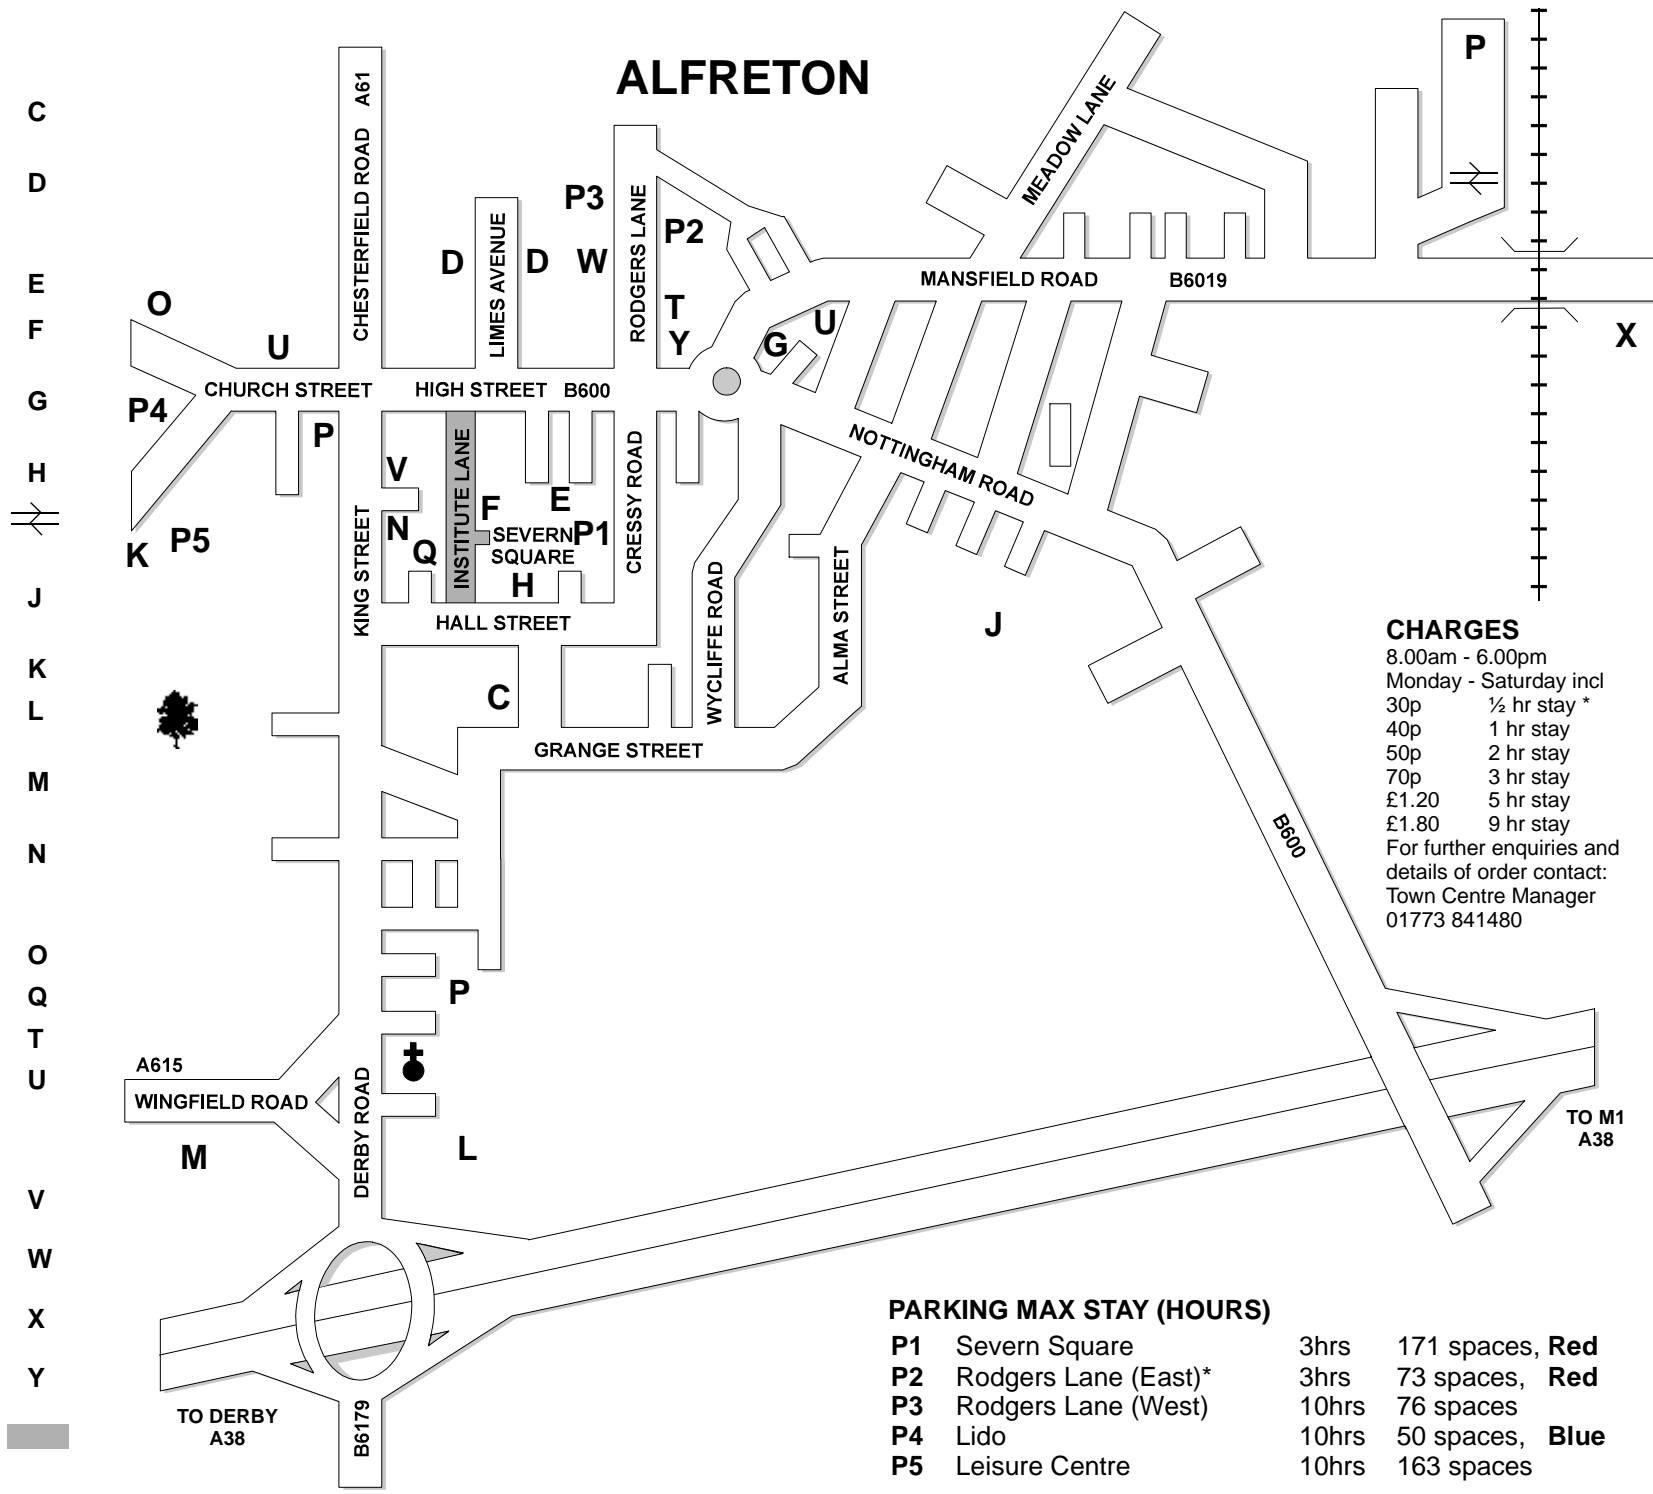 ALFRETON
C
D
E
F
G
H
J
K
L
M
N
O
Q
T
U
V
W
X
Y
CHESTERFIELD ROAD A61
LIMES AVENUE
RODGERS LANE
MEADOW LANE
P
P3
P2
D
D
W
MANSFIELD ROAD
B6019
O
T
U
Y
U
G
X
CHURCH STREET
HIGH STREET
B600
P4
P
NOTTINGHAM ROAD
V
INSTITUTE LANE
CRESSY ROAD
E
F
N
SEVERN
SQUARE
P1
K
P5
Q
KING STREET
H
WYCLIFFE ROAD
ALMA STREET
HALL STREET
J
C
GRANGE STREET
CHARGES
8.00am - 6.00pm
Monday - Saturday incl
30p ½ hr stay *
40p 1 hr stay
50p 2 hr stay
70p 3 hr stay
£1.20 5 hr stay
£1.80 9 hr stay
For further enquiries and
details of order contact:
Town Centre Manager
01773 841480
B600
P
A615
WINGFIELD ROAD
DERBY ROAD
M
L
TO M1
A38
TO DERBY
A38
B6179
PARKING MAX STAY (HOURS)
P1 Severn Square 3hrs 171 spaces, Red
P2 Rodgers Lane (East)* 3hrs 73 spaces, Red
P3 Rodgers Lane (West) 10hrs 76 spaces
P4 Lido 10hrs 50 spaces, Blue
P5 Leisure Centre 10hrs 163 spaces